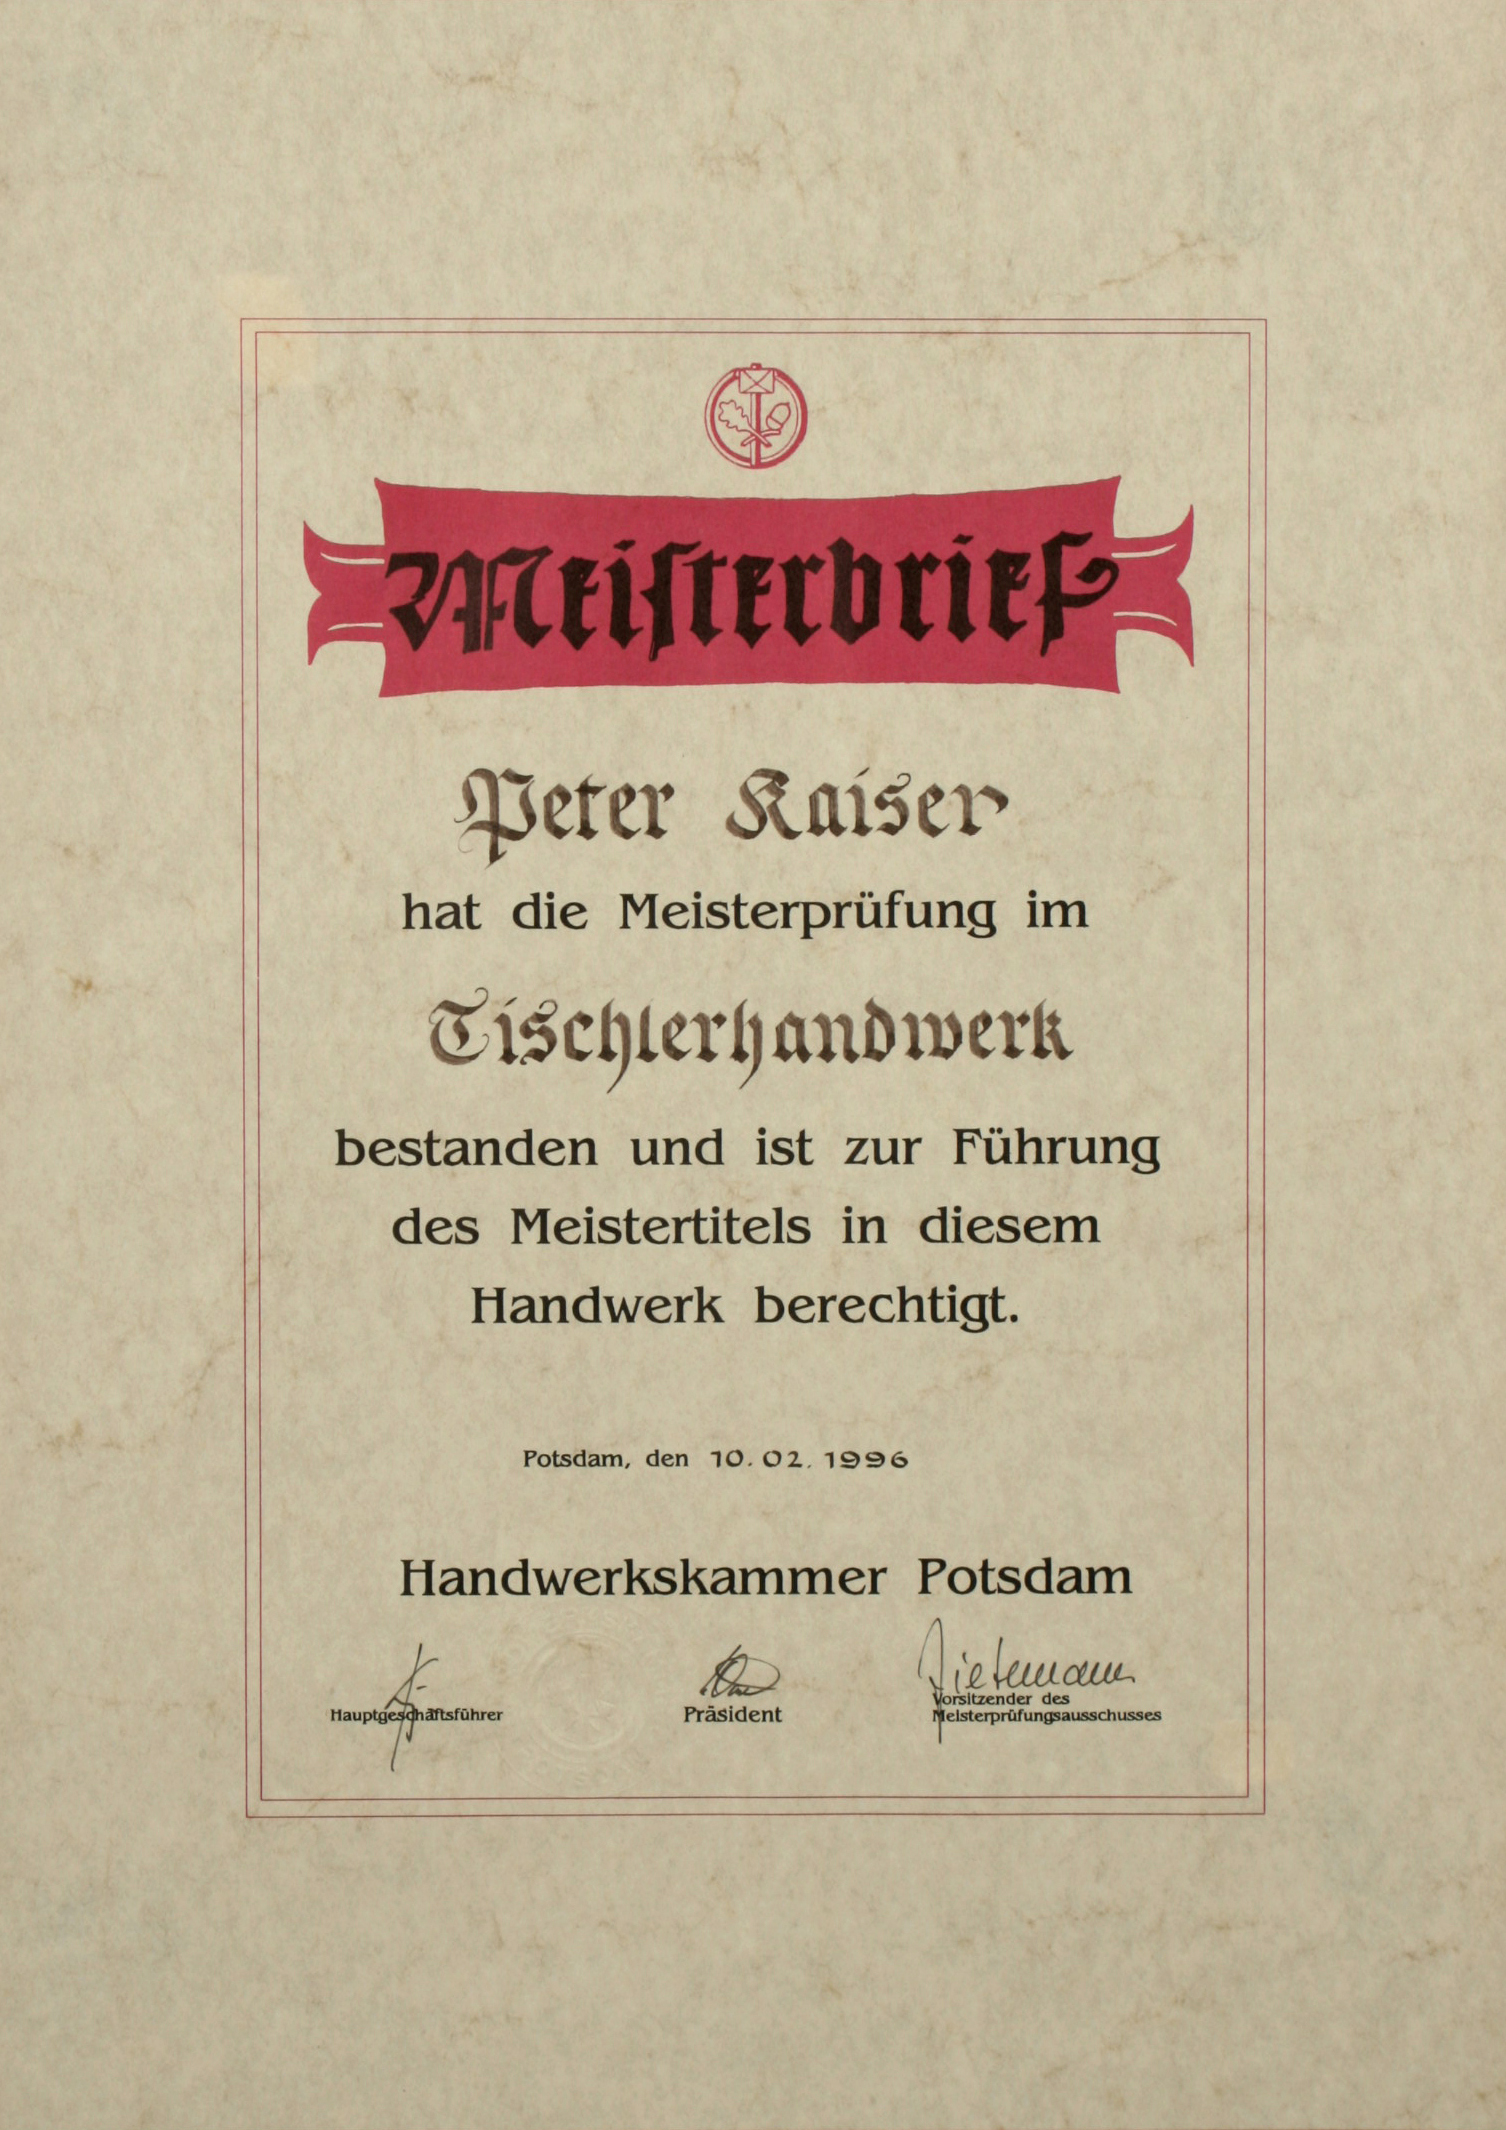 Meisterbrief
Peter Kaiser
hat die Meisterprüfung im
Tischlerhandwerk
bestanden und ist zur Führung
des Meistertitels in diesem
Handwerk berechtigt.
Potsdam, den 10.02.1996
Handwerkskammer Potsdam
Hauptgeschäftsführer
Präsident
Vorsitzender des
Meisterprüfungsausschusses